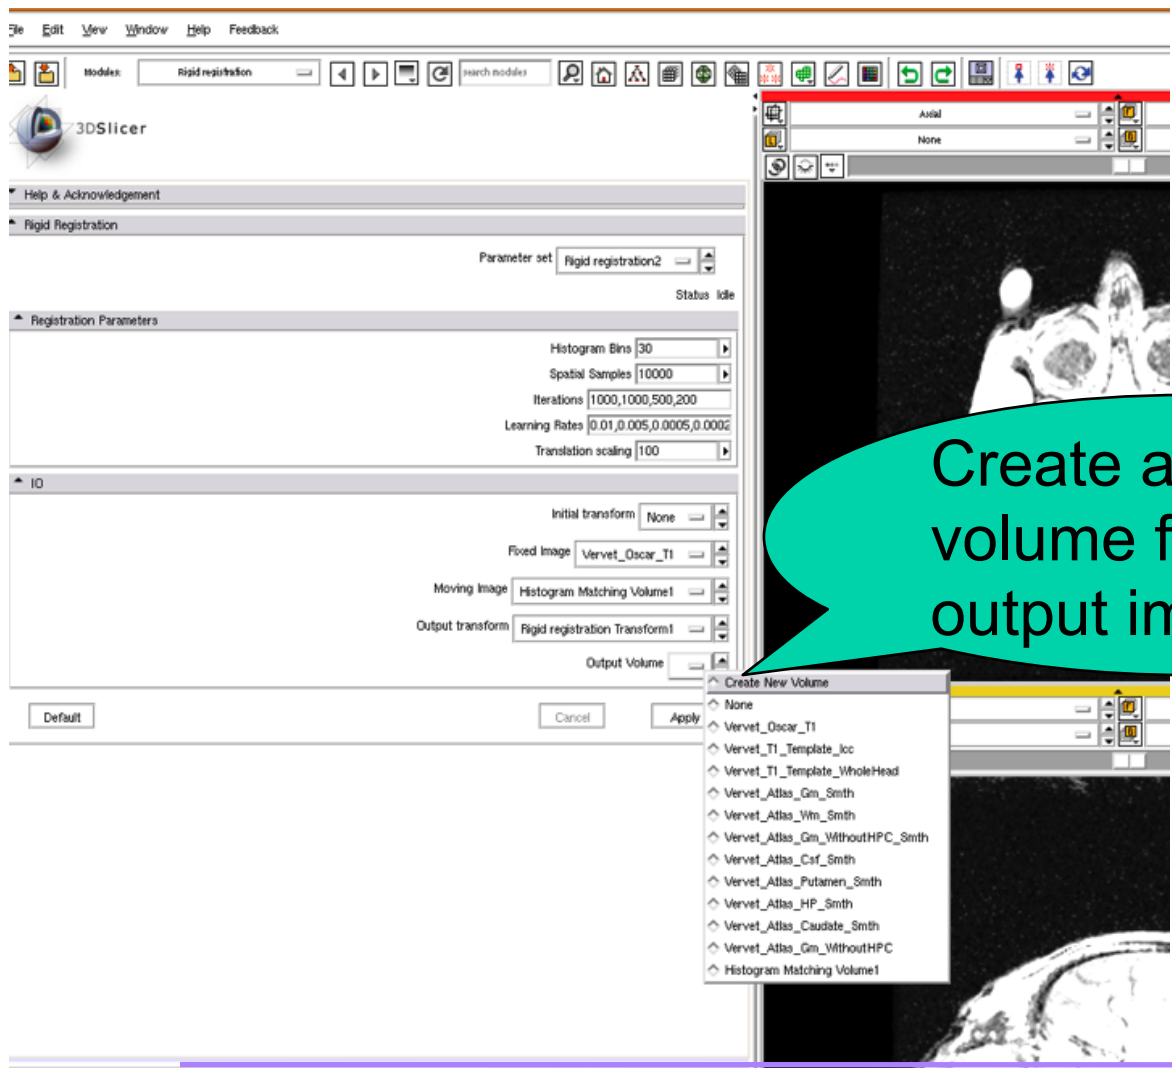 File Edit View Window Help Feedback
Modules: Rigid registration search modules
3DSlicer
Help & Acknowledgement
Rigid Registration
Parameter set Rigid registration2
Status Idle
Registration Parameters
Histogram Bins 30
Spatial Samples 10000
Iterations 1000,1000,500,200
Learning Rates 0.01,0.005,0.0005,0.0002
Translation scaling 100
IO
Initial transform None
Fixed Image Vervet_Oscar_T1
Moving Image Histogram Matching Volume1
Output transform Rigid registration Transform1
Output Volume
Default Cancel Apply
Create New Volume
None
Vervet_Oscar_T1
Vervet_T1_Template_Icc
Vervet_T1_Template_WholeHead
Vervet_Atlas_Gm_Smth
Vervet_Atlas_Wm_Smth
Vervet_Atlas_Gm_WithoutHPC_Smth
Vervet_Atlas_Csf_Smth
Vervet_Atlas_Putamen_Smth
Vervet_Atlas_HP_Smth
Vervet_Atlas_Caudate_Smth
Vervet_Atlas_Gm_WithoutHPC
Histogram Matching Volume1
Axial
None
Create a
volume f
output im